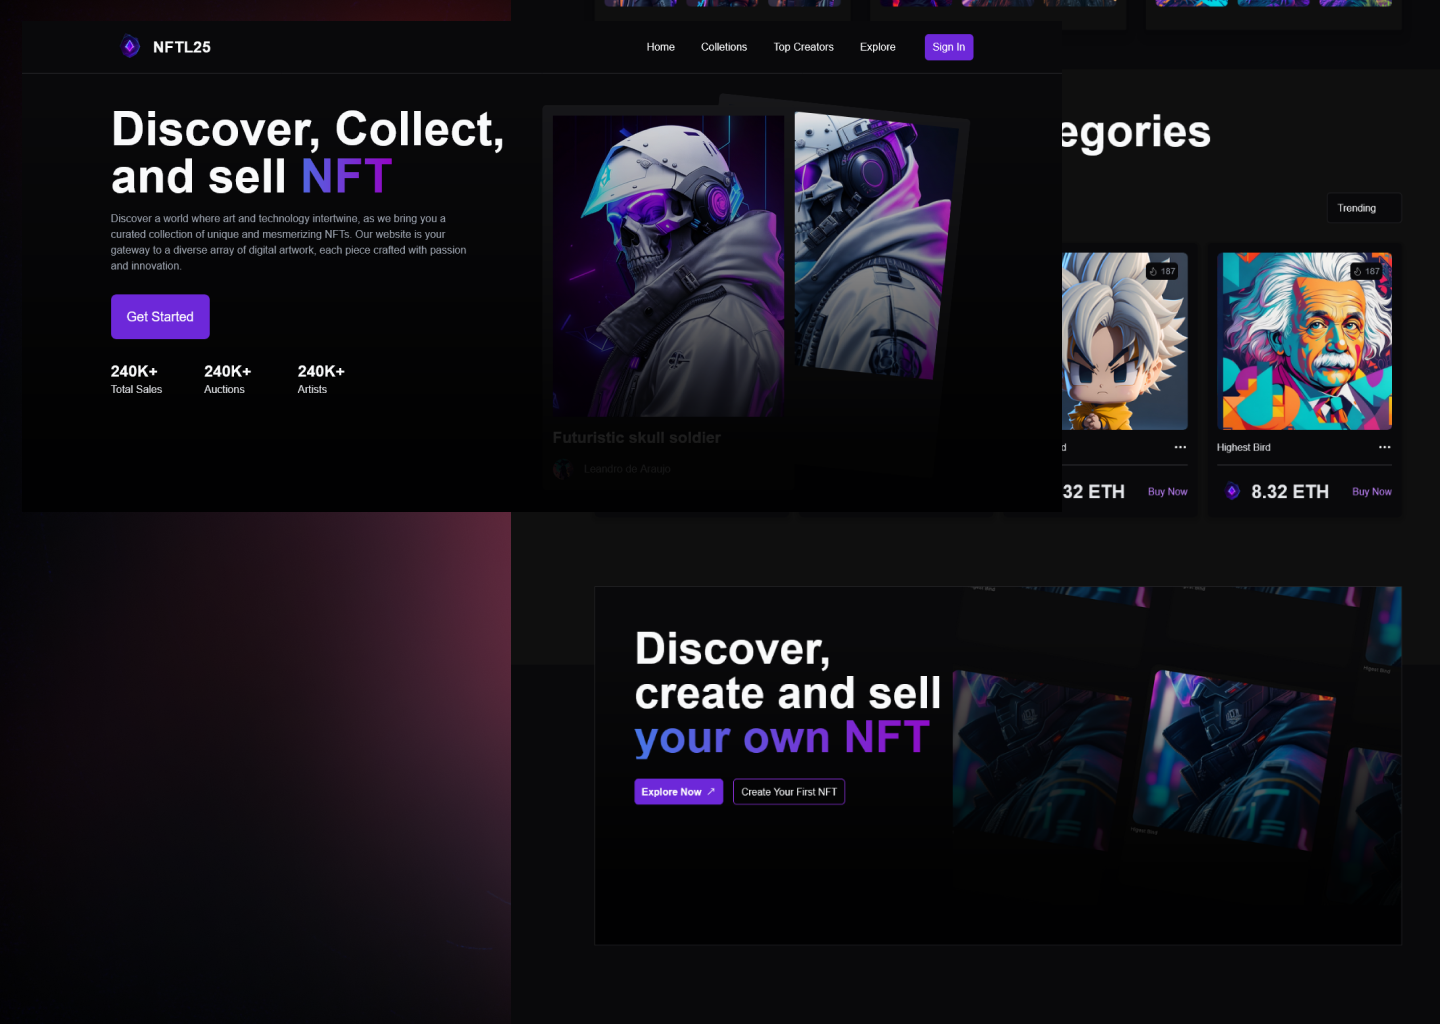 NFTL25
Home
Colletions
Top Creators
Explore
Sign In
Discover, Collect,
and sell NFT
Discover a world where art and technology intertwine, as we bring you a
curated collection of unique and mesmerizing NFTs. Our website is your
gateway to a diverse array of digital artwork, each piece crafted with passion
and innovation.
Get Started
240K+
Total Sales
240K+
Auctions
240K+
Artists
Futuristic skull soldier
Leandro de Araujo
egories
Trending
187
d
32 ETH
Buy Now
187
Highest Bird
8.32 ETH
Buy Now
Discover,
create and sell
your own NFT
Explore Now
Create Your First NFT
Higest Bird
Higest Bird